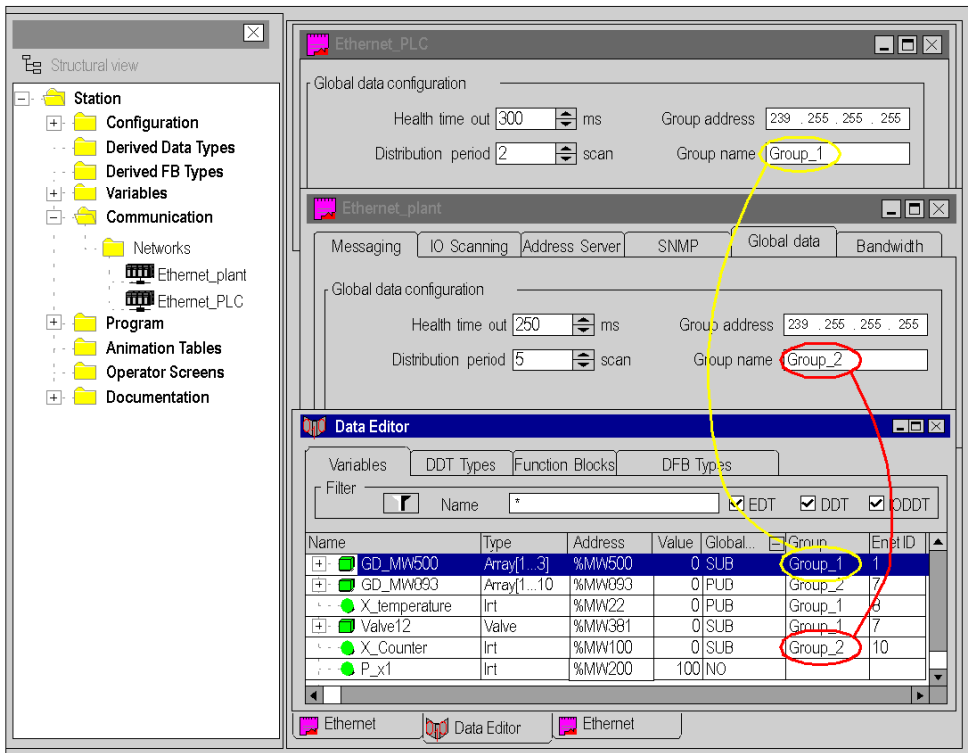 Structural view
Station
Configuration
Derived Data Types
Derived FB Types
Variables
Communication
Networks
Ethernet_plant
Ethernet_PLC
Program
Animation Tables
Operator Screens
Documentation
Ethernet_PLC
Global data configuration
Health time out 300 ms Group address 239 . 255 . 255 . 255
Distribution period 2 scan Group name Group_1
Ethernet_plant
Messaging IO Scanning Address Server SNMP Global data Bandwidth
Global data configuration
Health time out 250 ms Group address 239 . 255 . 255 . 255
Distribution period 5 scan Group name Group_2
Data Editor
Variables DDT Types Function Blocks DFB Types
Filter
Name * EDT DDT IODDT
Name Type Address Value Global... Group Enet ID
GD_MW500 Array[1...3] %MW500 0 SUB Group_1 1
GD_MW893 Array[1...10 %MW893 0 PUB Group_2 7
X_temperature Int %MW22 0 PUB Group_1 8
Valve12 Valve %MW381 0 SUB Group_1 7
X_Counter Int %MW100 0 SUB Group_2 10
P_x1 Int %MW200 100 NO
Ethernet Data Editor Ethernet